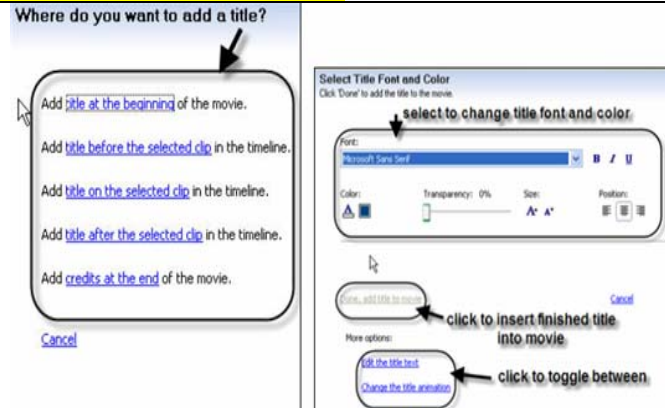 Where do you want to add a title?
Add title at the beginning of the movie.
Add title before the selected clip in the timeline.
Add title on the selected clip in the timeline.
Add title after the selected clip in the timeline.
Add credits at the end of the movie.
Cancel
Select Title Font and Color
Click 'Done' to add the title to the movie.
select to change title font and color
Font:
Microsoft Sans Serif
B I U
Color:
Transparency: 0%
Size:
Position:
A
A A
Done, add title to movie
Cancel
click to insert finished title
into movie
More options:
Edit the title text
Change the title animation
click to toggle between